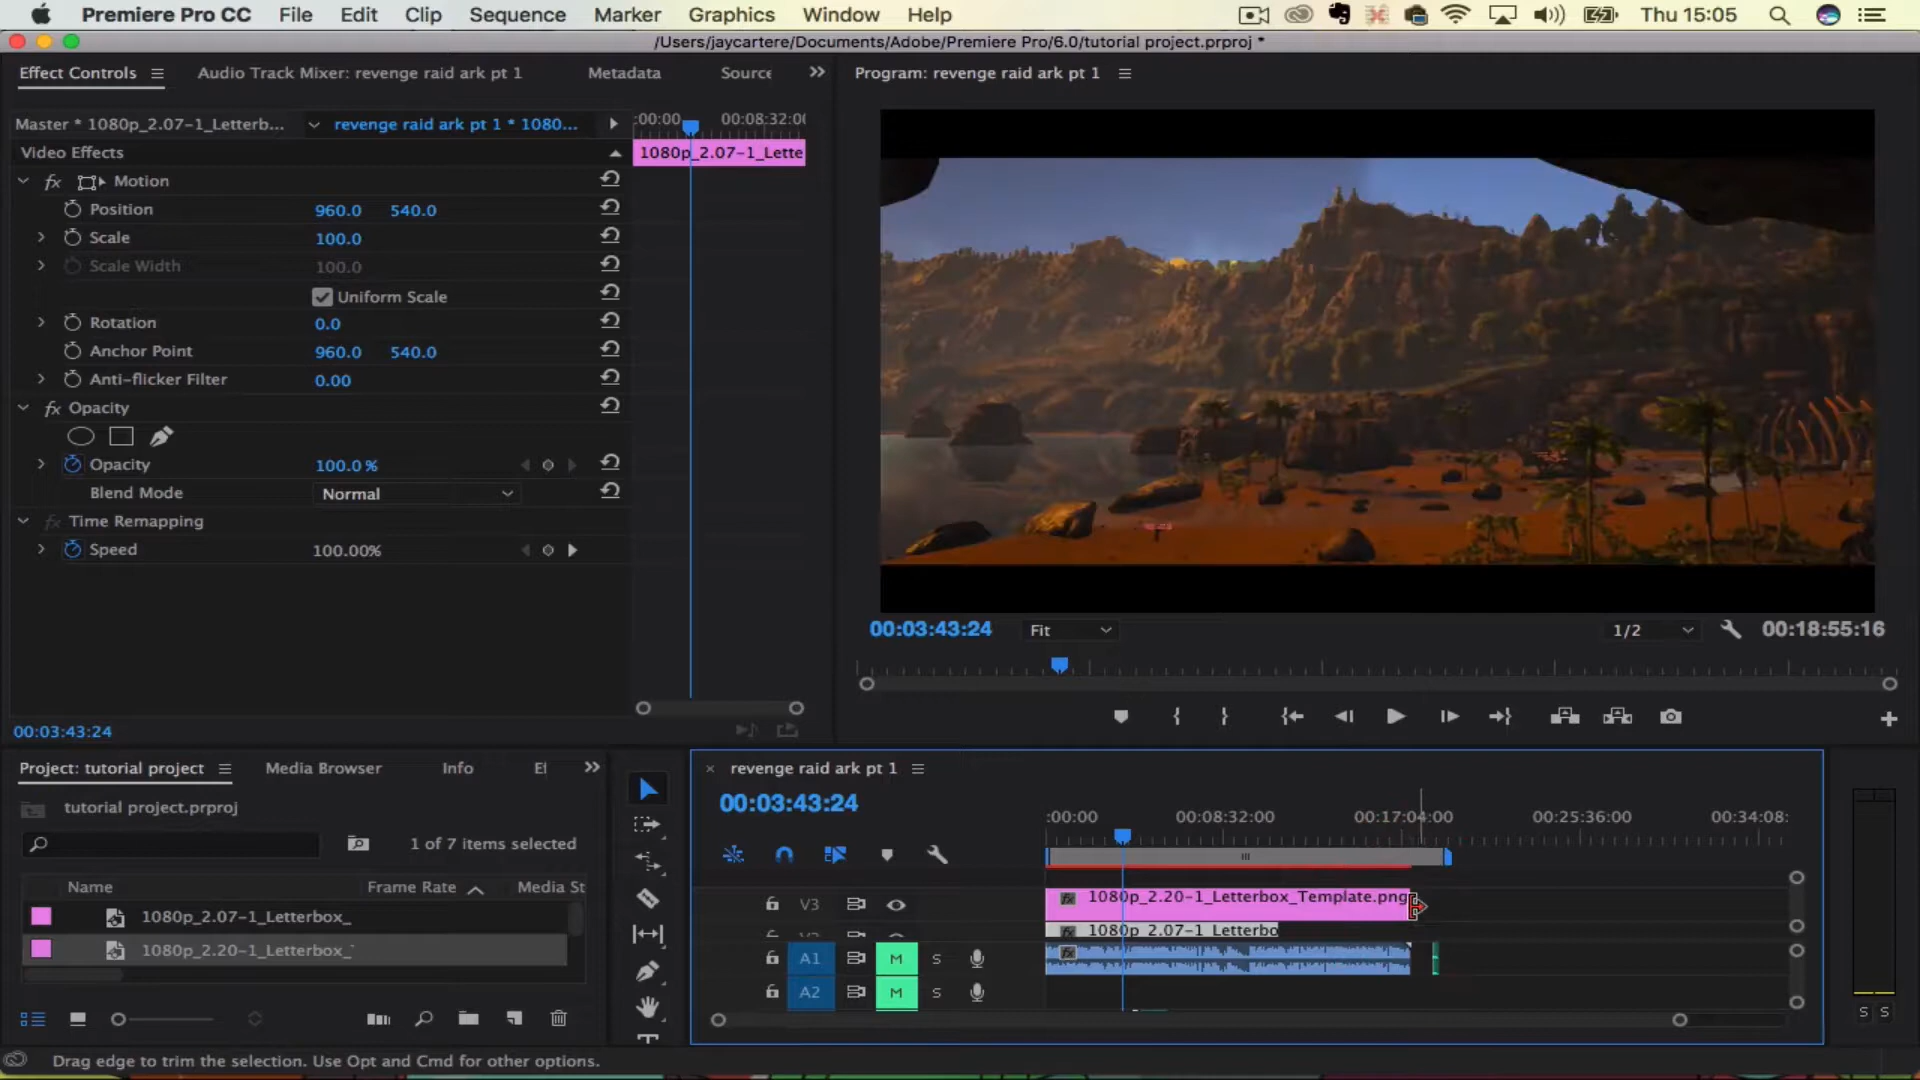 Premiere Pro CC File Edit Clip Sequence Marker Graphics Window Help Thu 15:05
/Users/jaycartere/Documents/Adobe/Premiere Pro/6.0/tutorial project.prproj *
Effect Controls Audio Track Mixer: revenge raid ark pt 1 Metadata Source
Program: revenge raid ark pt 1
Master * 1080p_2.07-1_Letterb... revenge raid ark pt 1 * 1080...
:00:00 00:08:32:00
Video Effects
1080p_2.07-1_Lette
fx Motion
Position 960.0 540.0
Scale 100.0
Scale Width 100.0
Uniform Scale
Rotation 0.0
Anchor Point 960.0 540.0
Anti-flicker Filter 0.00
fx Opacity
Opacity 100.0 %
Blend Mode Normal
fx Time Remapping
Speed 100.00%
00:03:43:24
00:03:43:24 Fit 1/2 00:18:55:16
Project: tutorial project Media Browser Info El
tutorial project.prproj
1 of 7 items selected
Name Frame Rate Media St
1080p_2.07-1_Letterbox_
1080p_2.20-1_Letterbox_
revenge raid ark pt 1
00:03:43:24
:00:00 00:08:32:00 00:17:04:00 00:25:36:00 00:34:08:
V3 fx 1080p_2.20-1_Letterbox_Template.png
fx 1080p_2.07-1_Letterbo
A1 M S fx
A2 M S
S S
Drag edge to trim the selection. Use Opt and Cmd for other options.